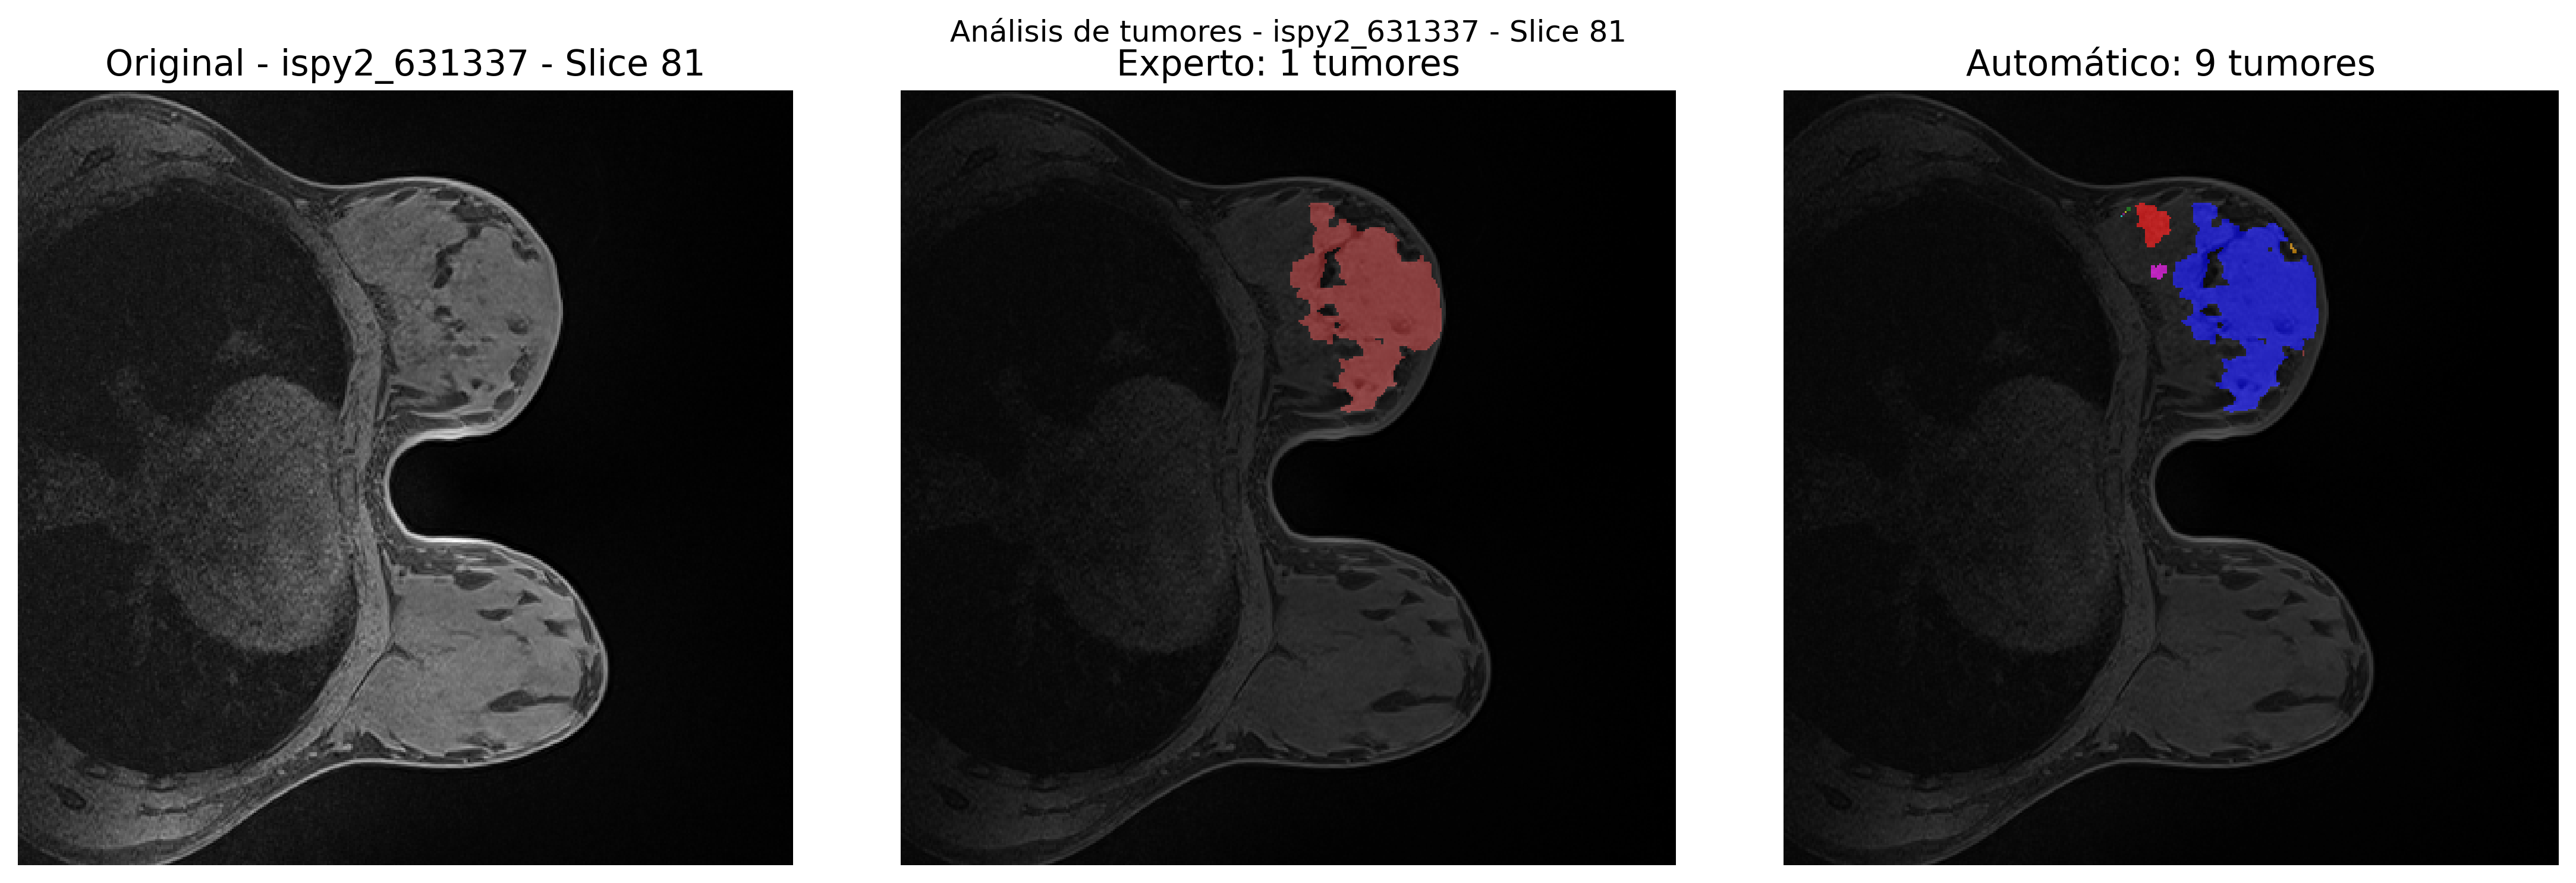 Análisis de tumores - ispy2_631337 - Slice 81
Original - ispy2_631337 - Slice 81
Experto: 1 tumores
Automático: 9 tumores